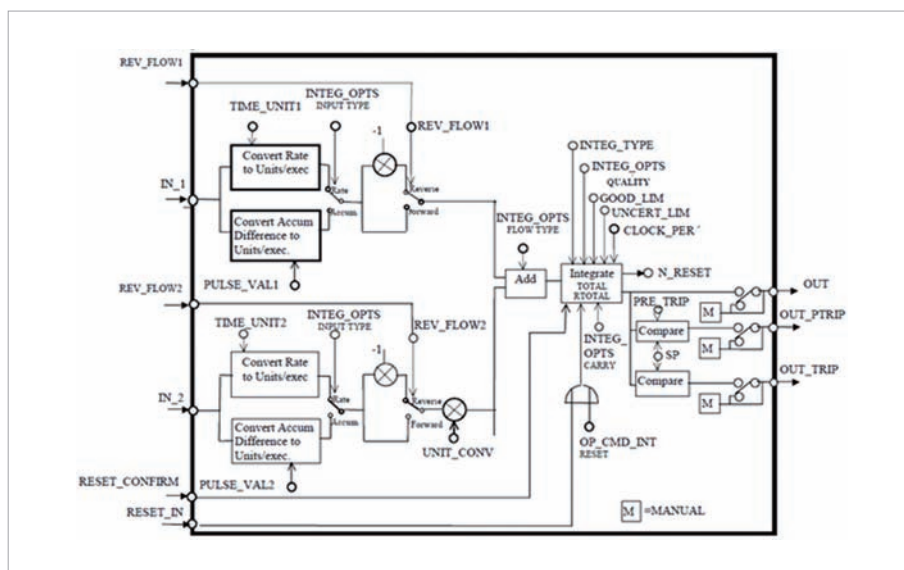 REV_FLOW1
INTEG_OPTS
INPUT TYPE
TIME_UNIT1
REV_FLOW1
-1
Convert Rate
to Units/exec
INTEG_TYPE
INTEG_OPTS
QUALITY
IN_1
Rate
Accum.
Reverse
Forward
GOOD_LIM
UNCERT_LIM
CLOCK_PER´
Convert Accum
Difference to
Units/exec.
INTEG_OPTS
FLOW TYPE
PULSE_VAL1
Add
Integrate
TOTAL
RTOTAL
N_RESET
REV_FLOW2
OUT
INTEG_OPTS
INPUT TYPE
TIME_UNIT2
REV_FLOW2
PRE_TRIP
M
OUT_PTRIP
Compare
M
-1
INTEG_
OPTS
CARRY
SP
Convert Rate
to Units/exec
Compare
OUT_TRIP
IN_2
Rate
Accum.
Reverse
Forward
M
Convert Accum
Difference to
Units/exec.
UNIT_CONV
OP_CMD_INT
RESET
RESET_CONFIRM
PULSE_VAL2
RESET_IN
M =MANUAL